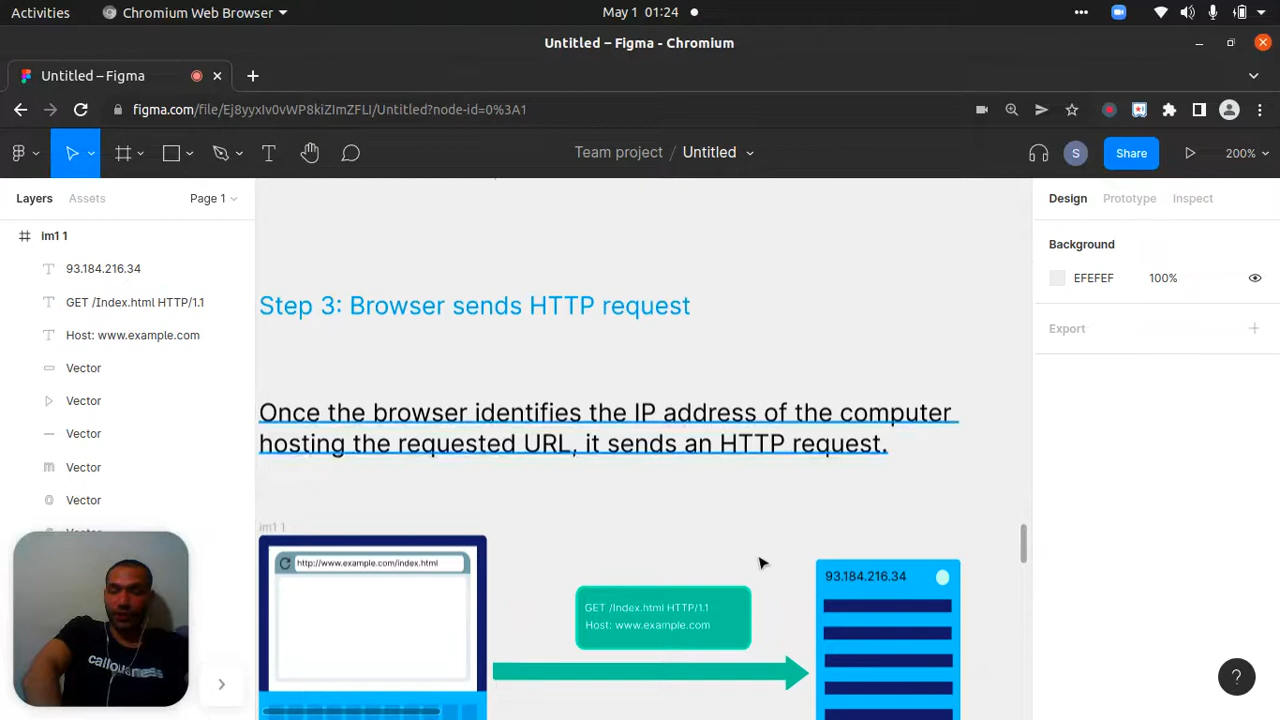 Activities
Chromium Web Browser
May 1 01:24
Untitled – Figma - Chromium
Untitled – Figma
figma.com/file/Ej8yyxIv0vWP8kiZImZFLI/Untitled?node-id=0%3A1
Team project / Untitled
S
Share
200%
Layers
Assets
Page 1
Design
Prototype
Inspect
im1 1
Background
93.184.216.34
EFEFEF
100%
GET /Index.html HTTP/1.1
Step 3: Browser sends HTTP request
Export
Host: www.example.com
Vector
Vector
Once the browser identifies the IP address of the computer
hosting the requested URL, it sends an HTTP request.
Vector
Vector
Vector
im1 1
http://www.example.com/index.html
93.184.216.34
GET /Index.html HTTP/1.1
Host: www.example.com
callousness
?